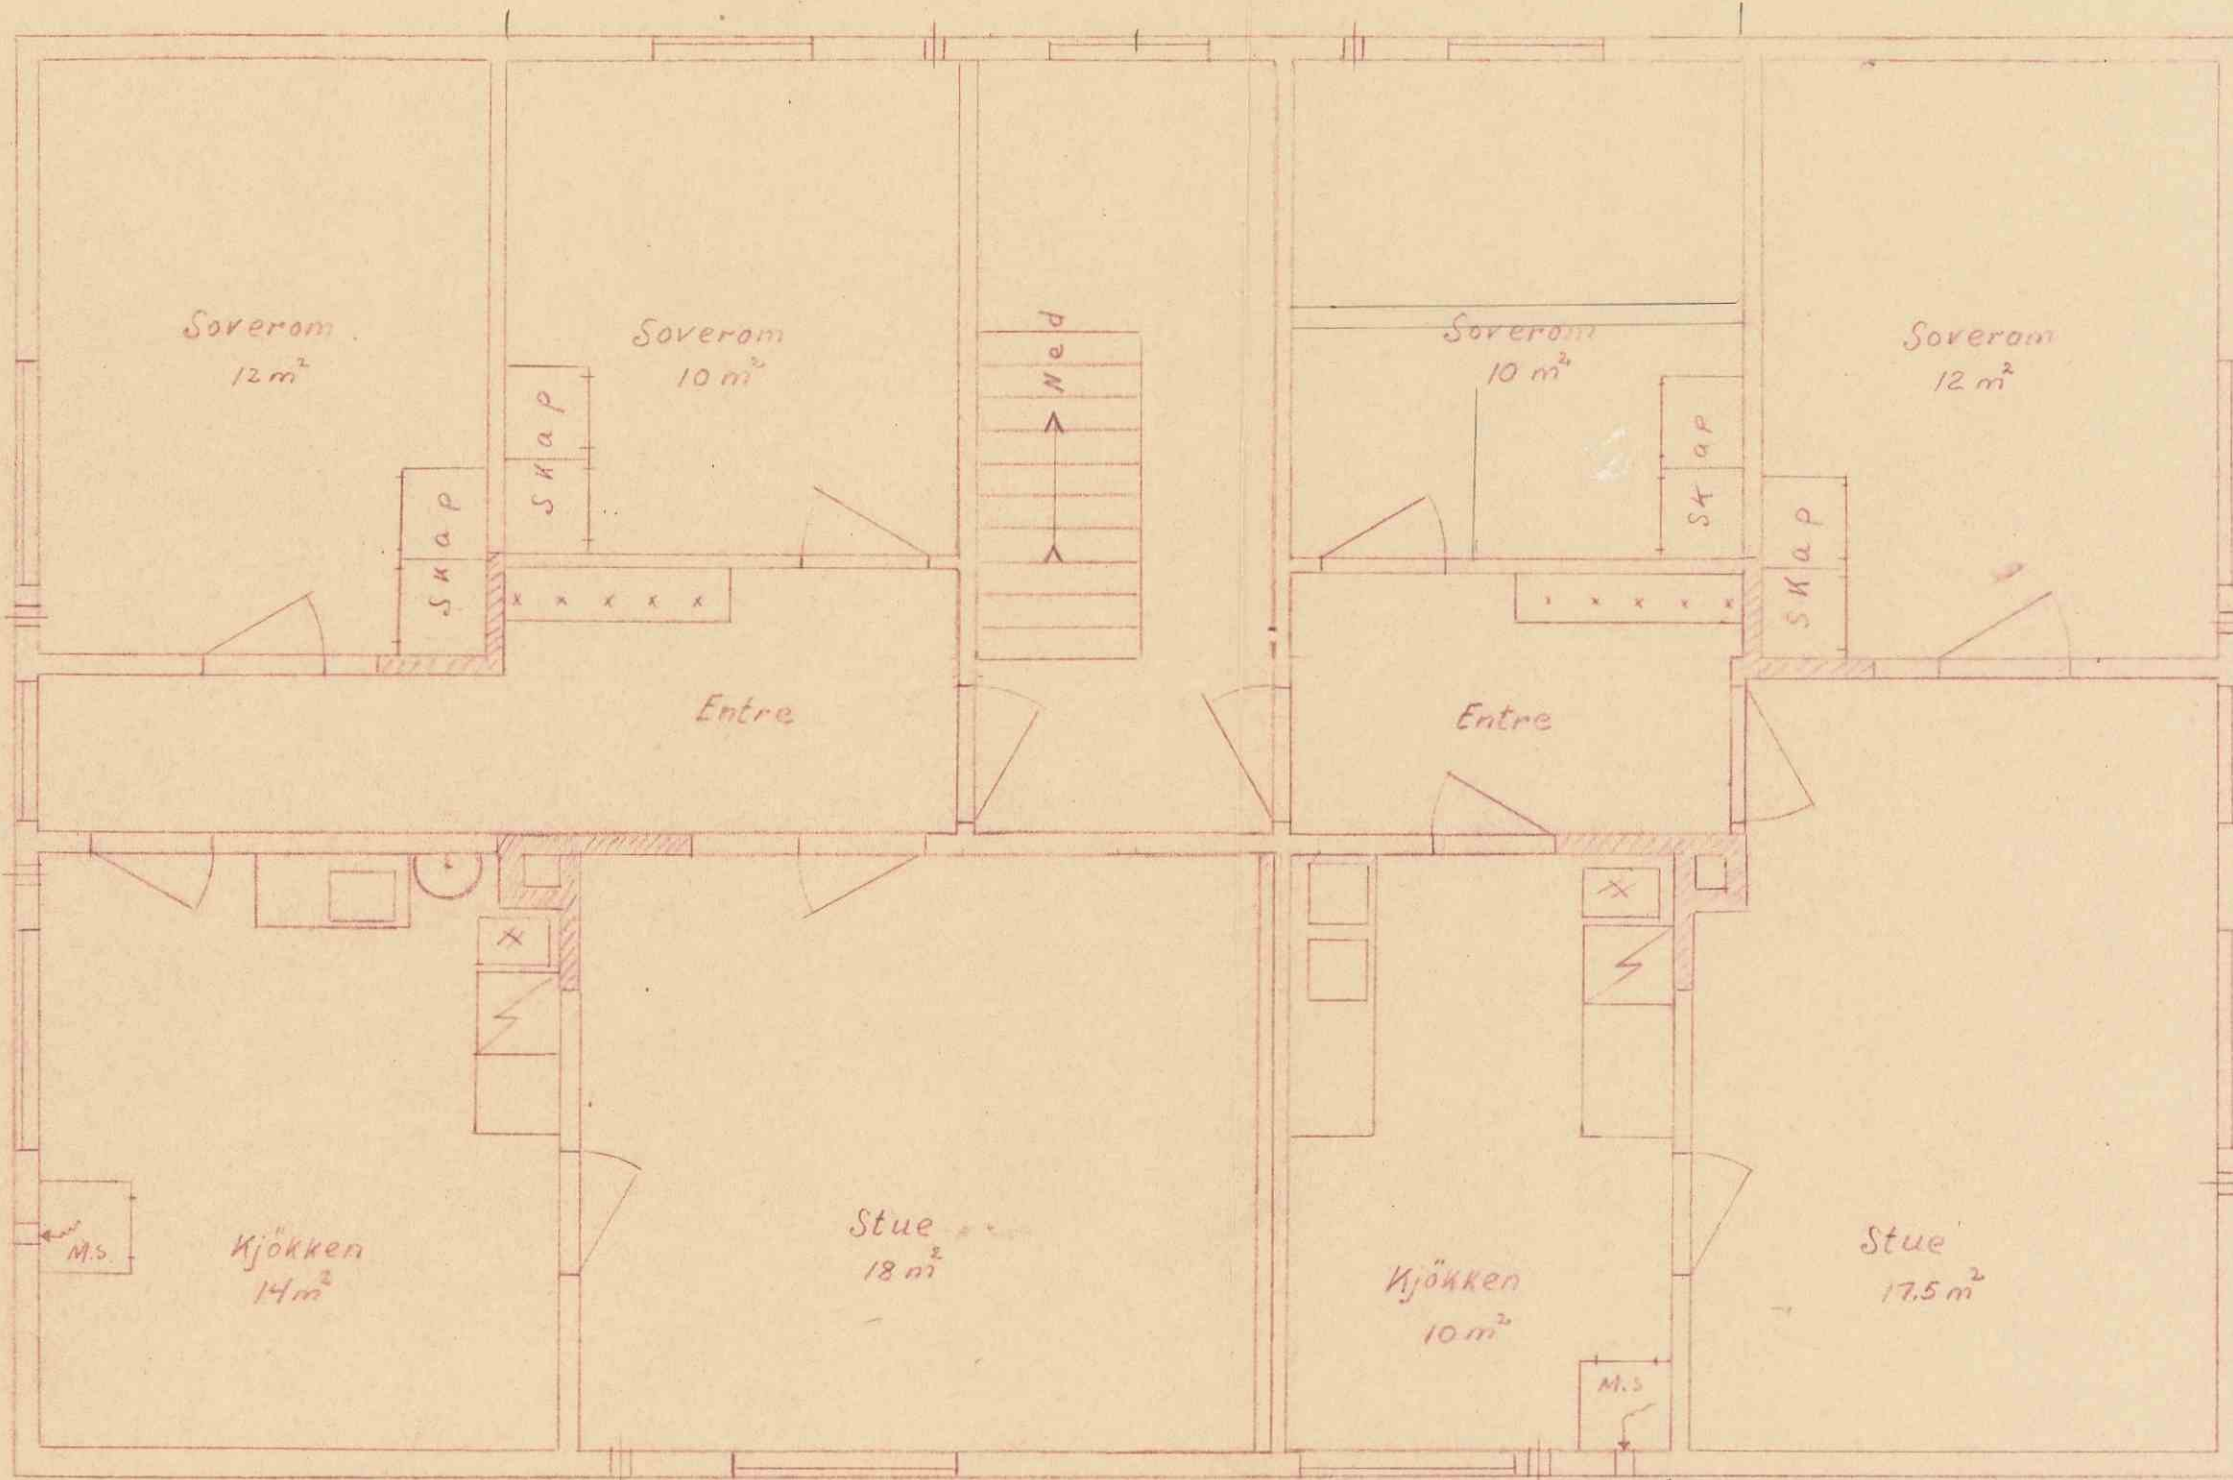 Soverom
12 m²
Soverom
10 m²
Ned
Soverom
10 m²
Soverom
12 m²
Skap
Skap
Skap
Skap
x x x x x
x x x x x
Entre
Entre
x
x
M.S.
Kjökken
14 m²
Stue
18 m²
Kjökken
10 m²
Stue
17.5 m²
M.S